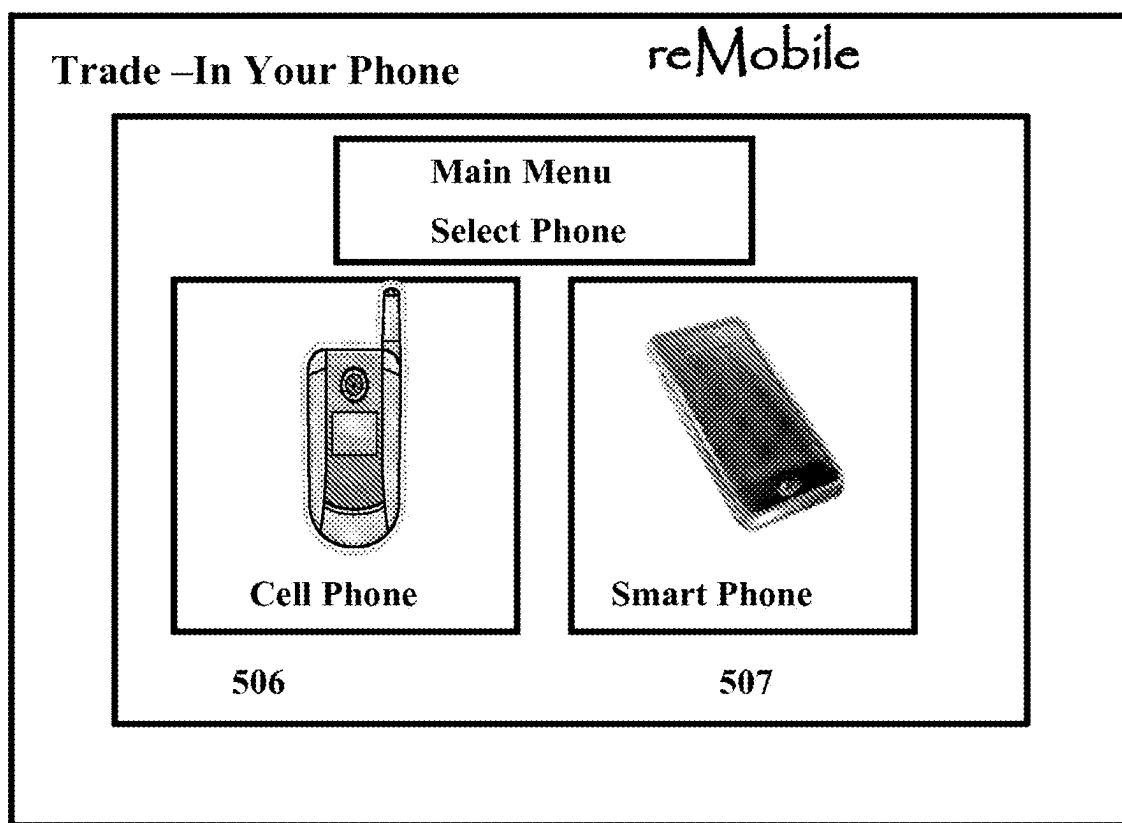 reMobile
Trade –In Your Phone
Main Menu
Select Phone
Cell Phone
Smart Phone
506
507